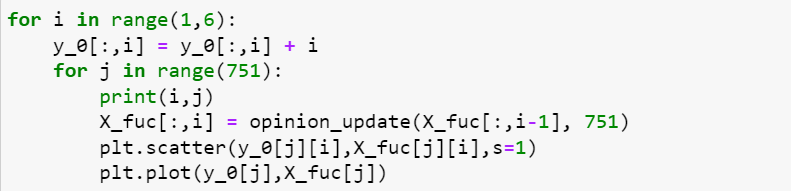 for i in range(1,6):
    y_0[:,i] = y_0[:,i] + i
    for j in range(751):
        print(i,j)
        X_fuc[:,i] = opinion_update(X_fuc[:,i-1], 751)
        plt.scatter(y_0[j][i],X_fuc[j][i],s=1)
        plt.plot(y_0[j],X_fuc[j])